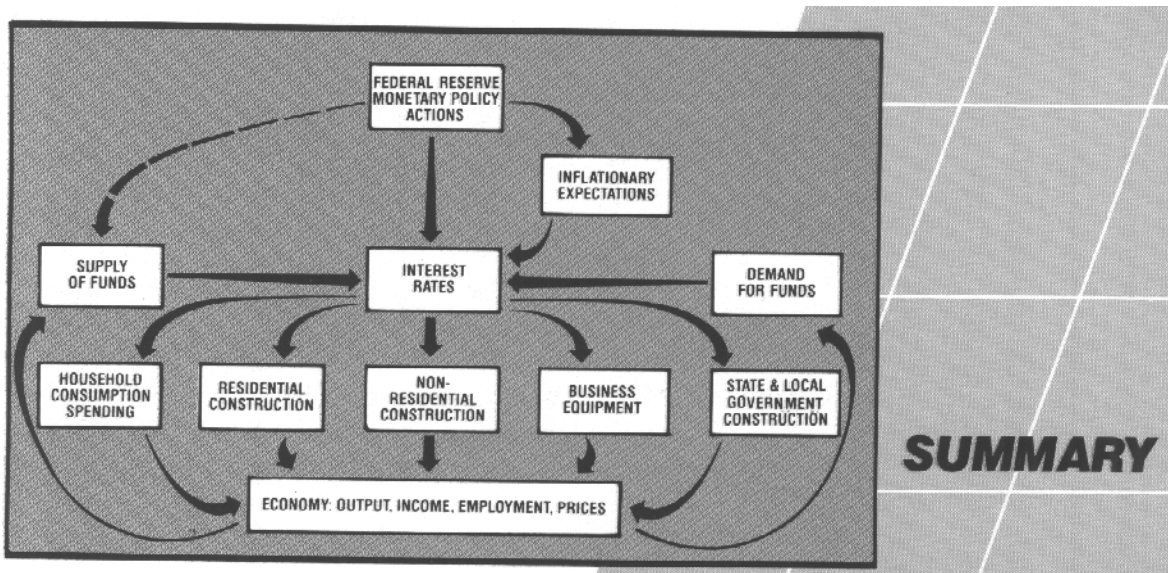 FEDERAL RESERVE
MONETARY POLICY
ACTIONS
INFLATIONARY
EXPECTATIONS
SUPPLY
OF FUNDS
INTEREST
RATES
DEMAND
FOR FUNDS
HOUSEHOLD
CONSUMPTION
SPENDING
RESIDENTIAL
CONSTRUCTION
NON-
RESIDENTIAL
CONSTRUCTION
BUSINESS
EQUIPMENT
STATE & LOCAL
GOVERNMENT
CONSTRUCTION
SUMMARY
ECONOMY: OUTPUT, INCOME, EMPLOYMENT, PRICES